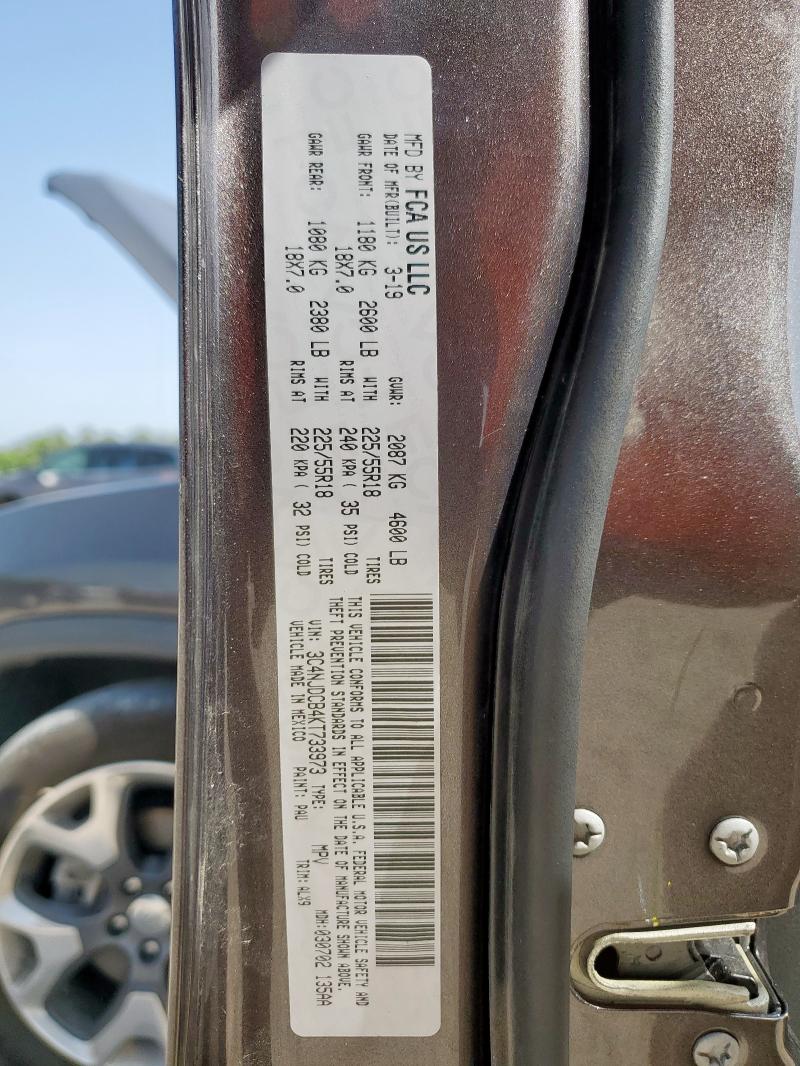 MFD BY FCA US LLC
DATE OF MFR(BUILT): 3-19 GVWR: 2087 KG 4600 LB
GAWR FRONT: 1180 KG 2600 LB WITH 225/55R18 TIRES
18X7.0 RIMS AT 240 KPA ( 35 PSI) COLD
GAWR REAR: 1080 KG 2380 LB WITH 225/55R18 TIRES
18X7.0 RIMS AT 220 KPA ( 32 PSI) COLD
THIS VEHICLE CONFORMS TO ALL APPLICABLE U.S.A. FEDERAL MOTOR VEHICLE SAFETY AND
THEFT PREVENTION STANDARDS IN EFFECT ON THE DATE OF MANUFACTURE SHOWN ABOVE.
VIN: 3C4NJDCB4KT733973 TYPE: MPV MDH:030702 135AA
VEHICLE MADE IN MEXICO PAINT: PAU TRIM: ALX9